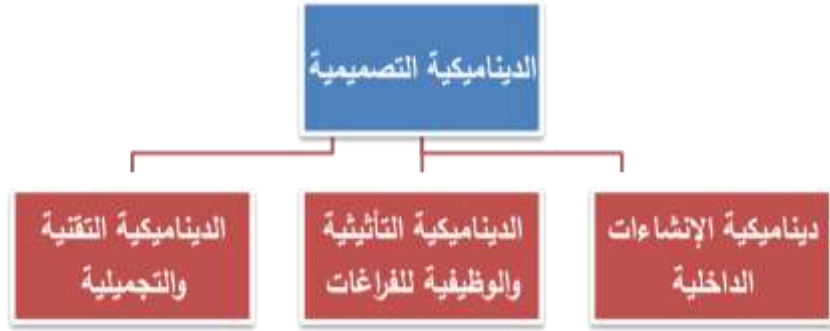 الديناميكية التصميمية
ديناميكية الإنشاءات
الداخلية
الديناميكية التأثيثية
والوظيفية للفراغات
الديناميكية التقنية
والتجميلية